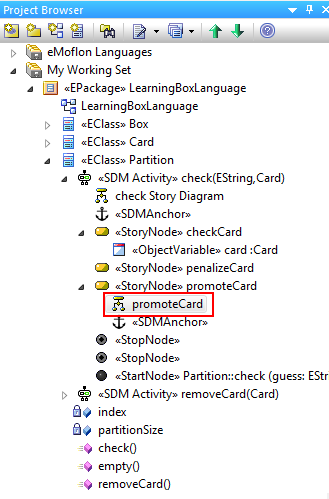 Project Browser
eMoflon Languages
My Working Set
«EPackage» LearningBoxLanguage
LearningBoxLanguage
«EClass» Box
«EClass» Card
«EClass» Partition
«SDM Activity» check(EString,Card)
check Story Diagram
«SDMAnchor»
«StoryNode» checkCard
«ObjectVariable» card :Card
«StoryNode» penalizeCard
«StoryNode» promoteCard
promoteCard
«SDMAnchor»
«StopNode»
«StopNode»
«StartNode» Partition::check (guess: EStr
«SDM Activity» removeCard(Card)
index
partitionSize
check()
empty()
removeCard()